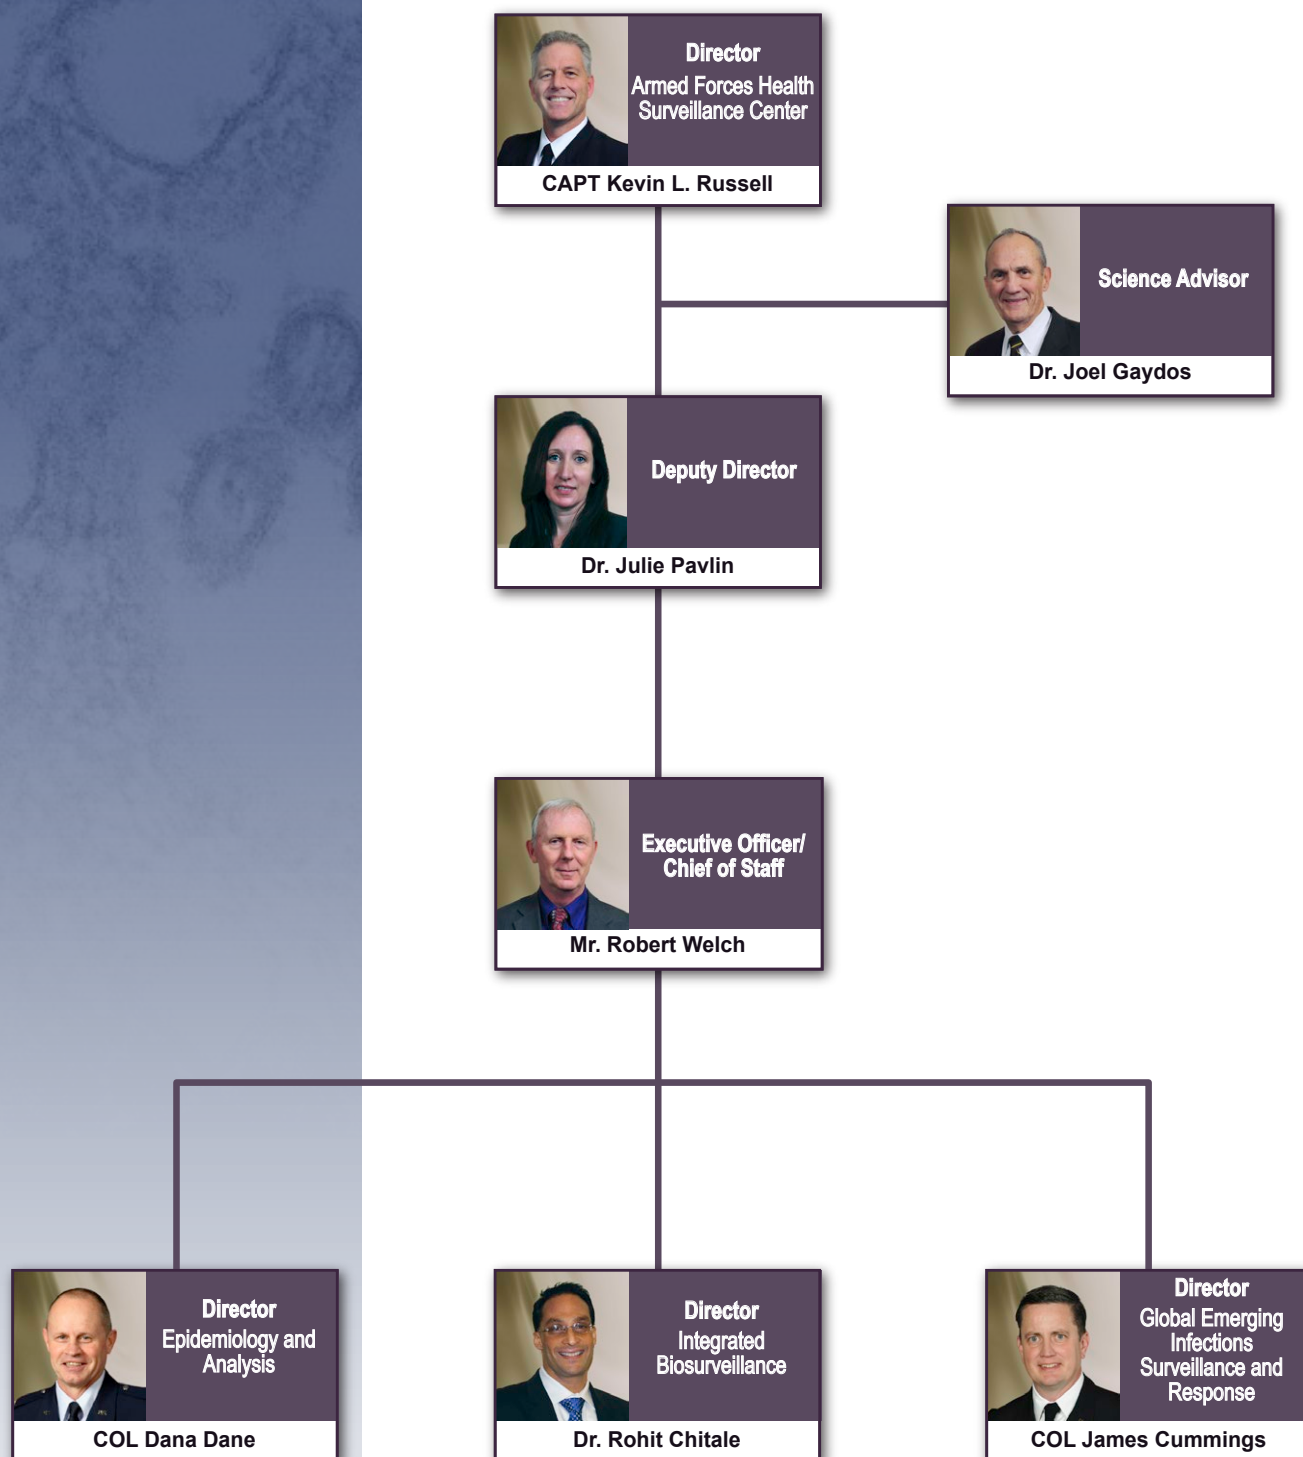 Director
Armed Forces Health
Surveillance Center
CAPT Kevin L. Russell
Science Advisor
Dr. Joel Gaydos
Deputy Director
Dr. Julie Pavlin
Executive Officer/
Chief of Staff
Mr. Robert Welch
Director
Epidemiology and
Analysis
COL Dana Dane
Director
Integrated
Biosurveillance
Dr. Rohit Chitale
Director
Global Emerging
Infections
Surveillance and
Response
COL James Cummings